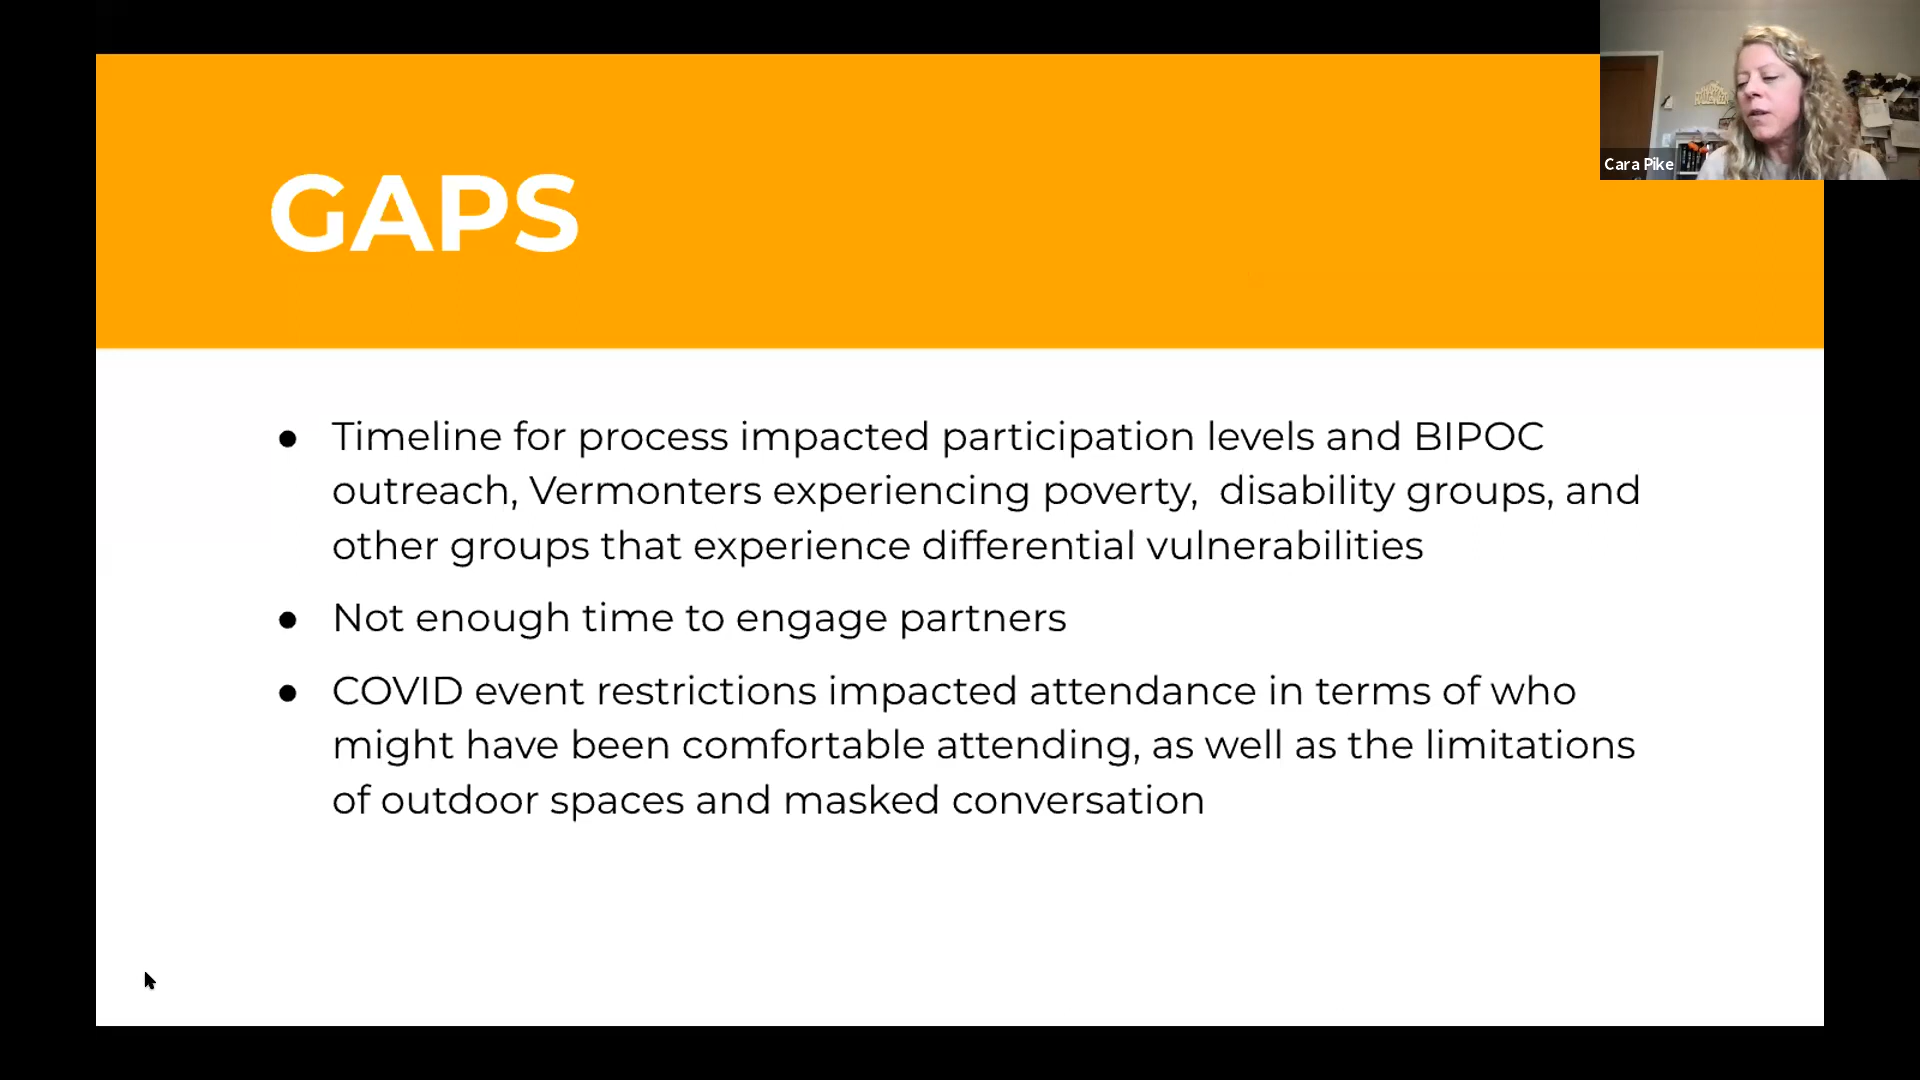 GAPS
Cara Pike
● Timeline for process impacted participation levels and BIPOC
outreach, Vermonters experiencing poverty,  disability groups, and
other groups that experience differential vulnerabilities
● Not enough time to engage partners
● COVID event restrictions impacted attendance in terms of who
might have been comfortable attending, as well as the limitations
of outdoor spaces and masked conversation